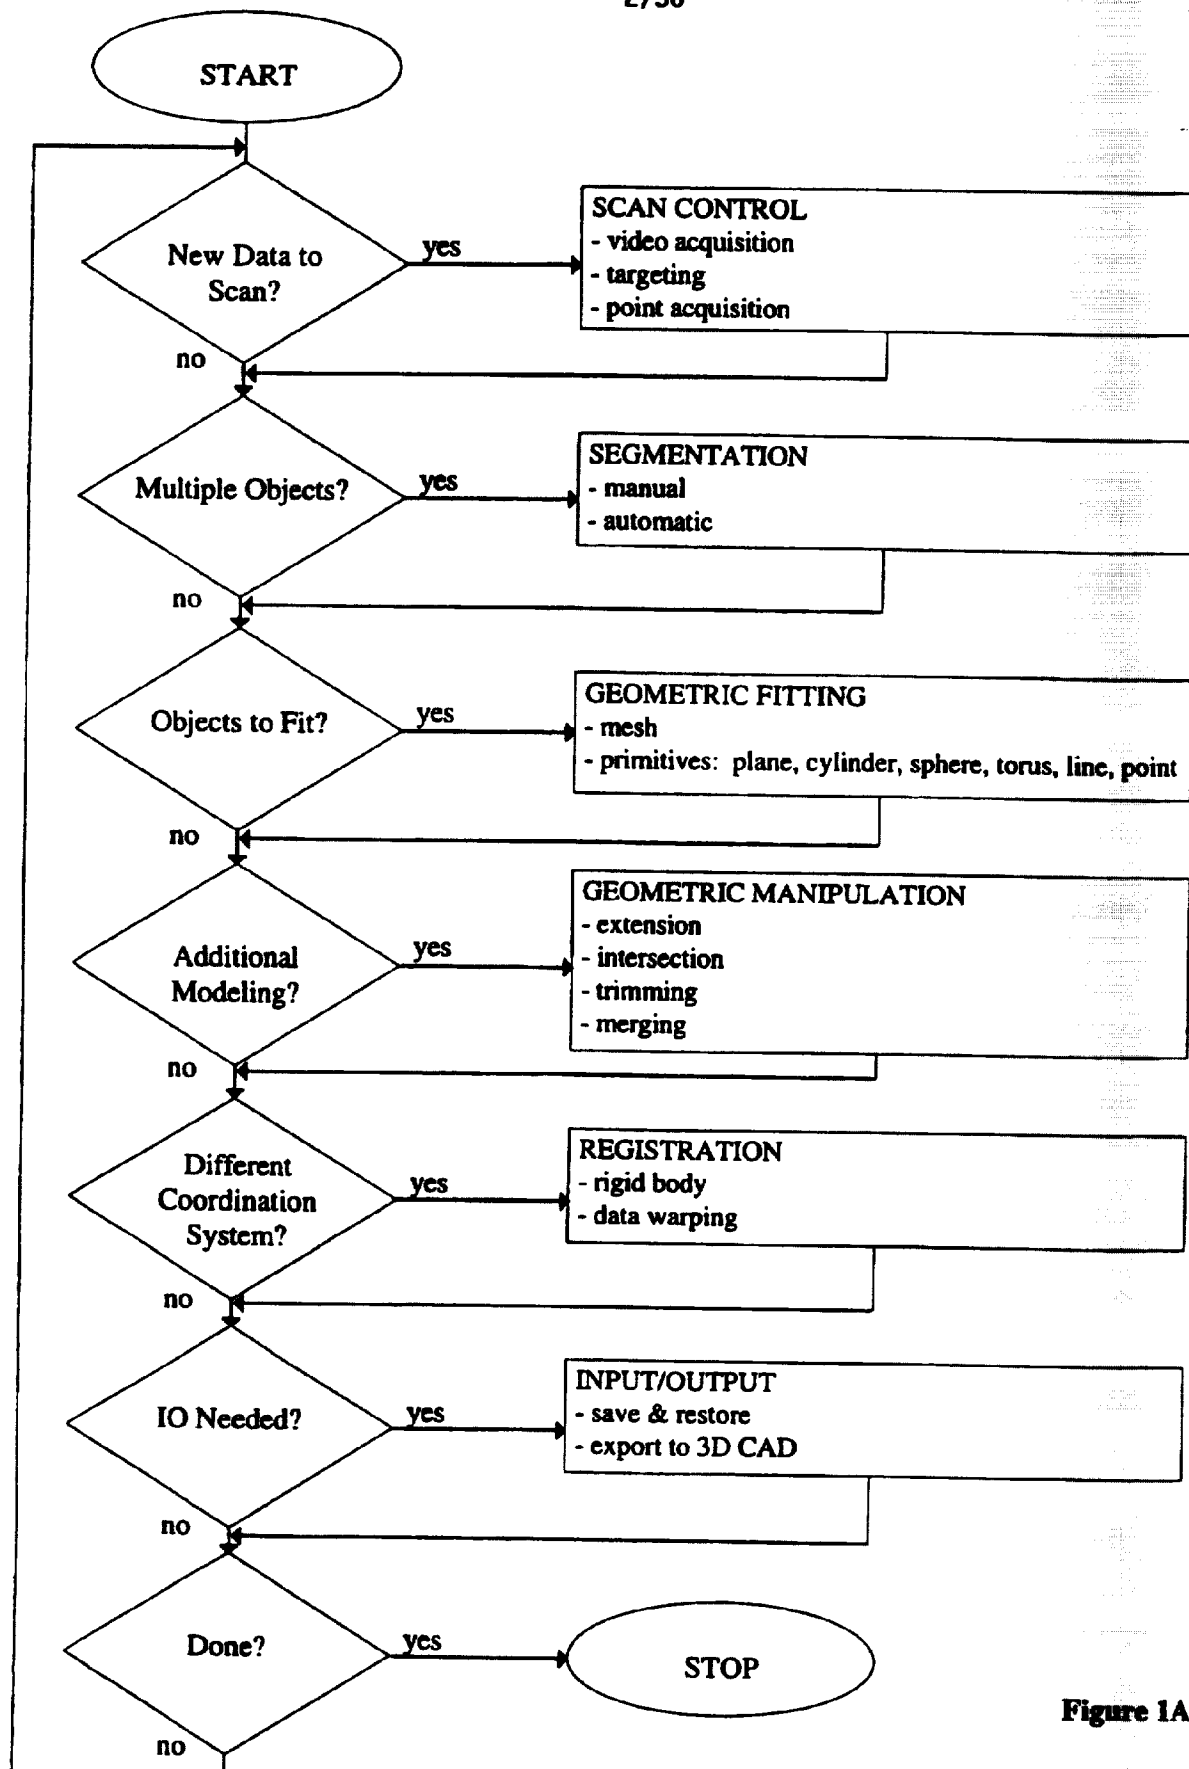 START
New Data to
Scan?
yes
no
SCAN CONTROL
- video acquisition
- targeting
- point acquisition
Multiple Objects?
yes
no
SEGMENTATION
- manual
- automatic
Objects to Fit?
yes
no
GEOMETRIC FITTING
- mesh
- primitives: plane, cylinder, sphere, torus, line, point
Additional
Modeling?
yes
no
GEOMETRIC MANIPULATION
- extension
- intersection
- trimming
- merging
Different
Coordination
System?
yes
no
REGISTRATION
- rigid body
- data warping
IO Needed?
yes
no
INPUT/OUTPUT
- save & restore
- export to 3D CAD
Done?
yes
no
STOP
Figure 1A